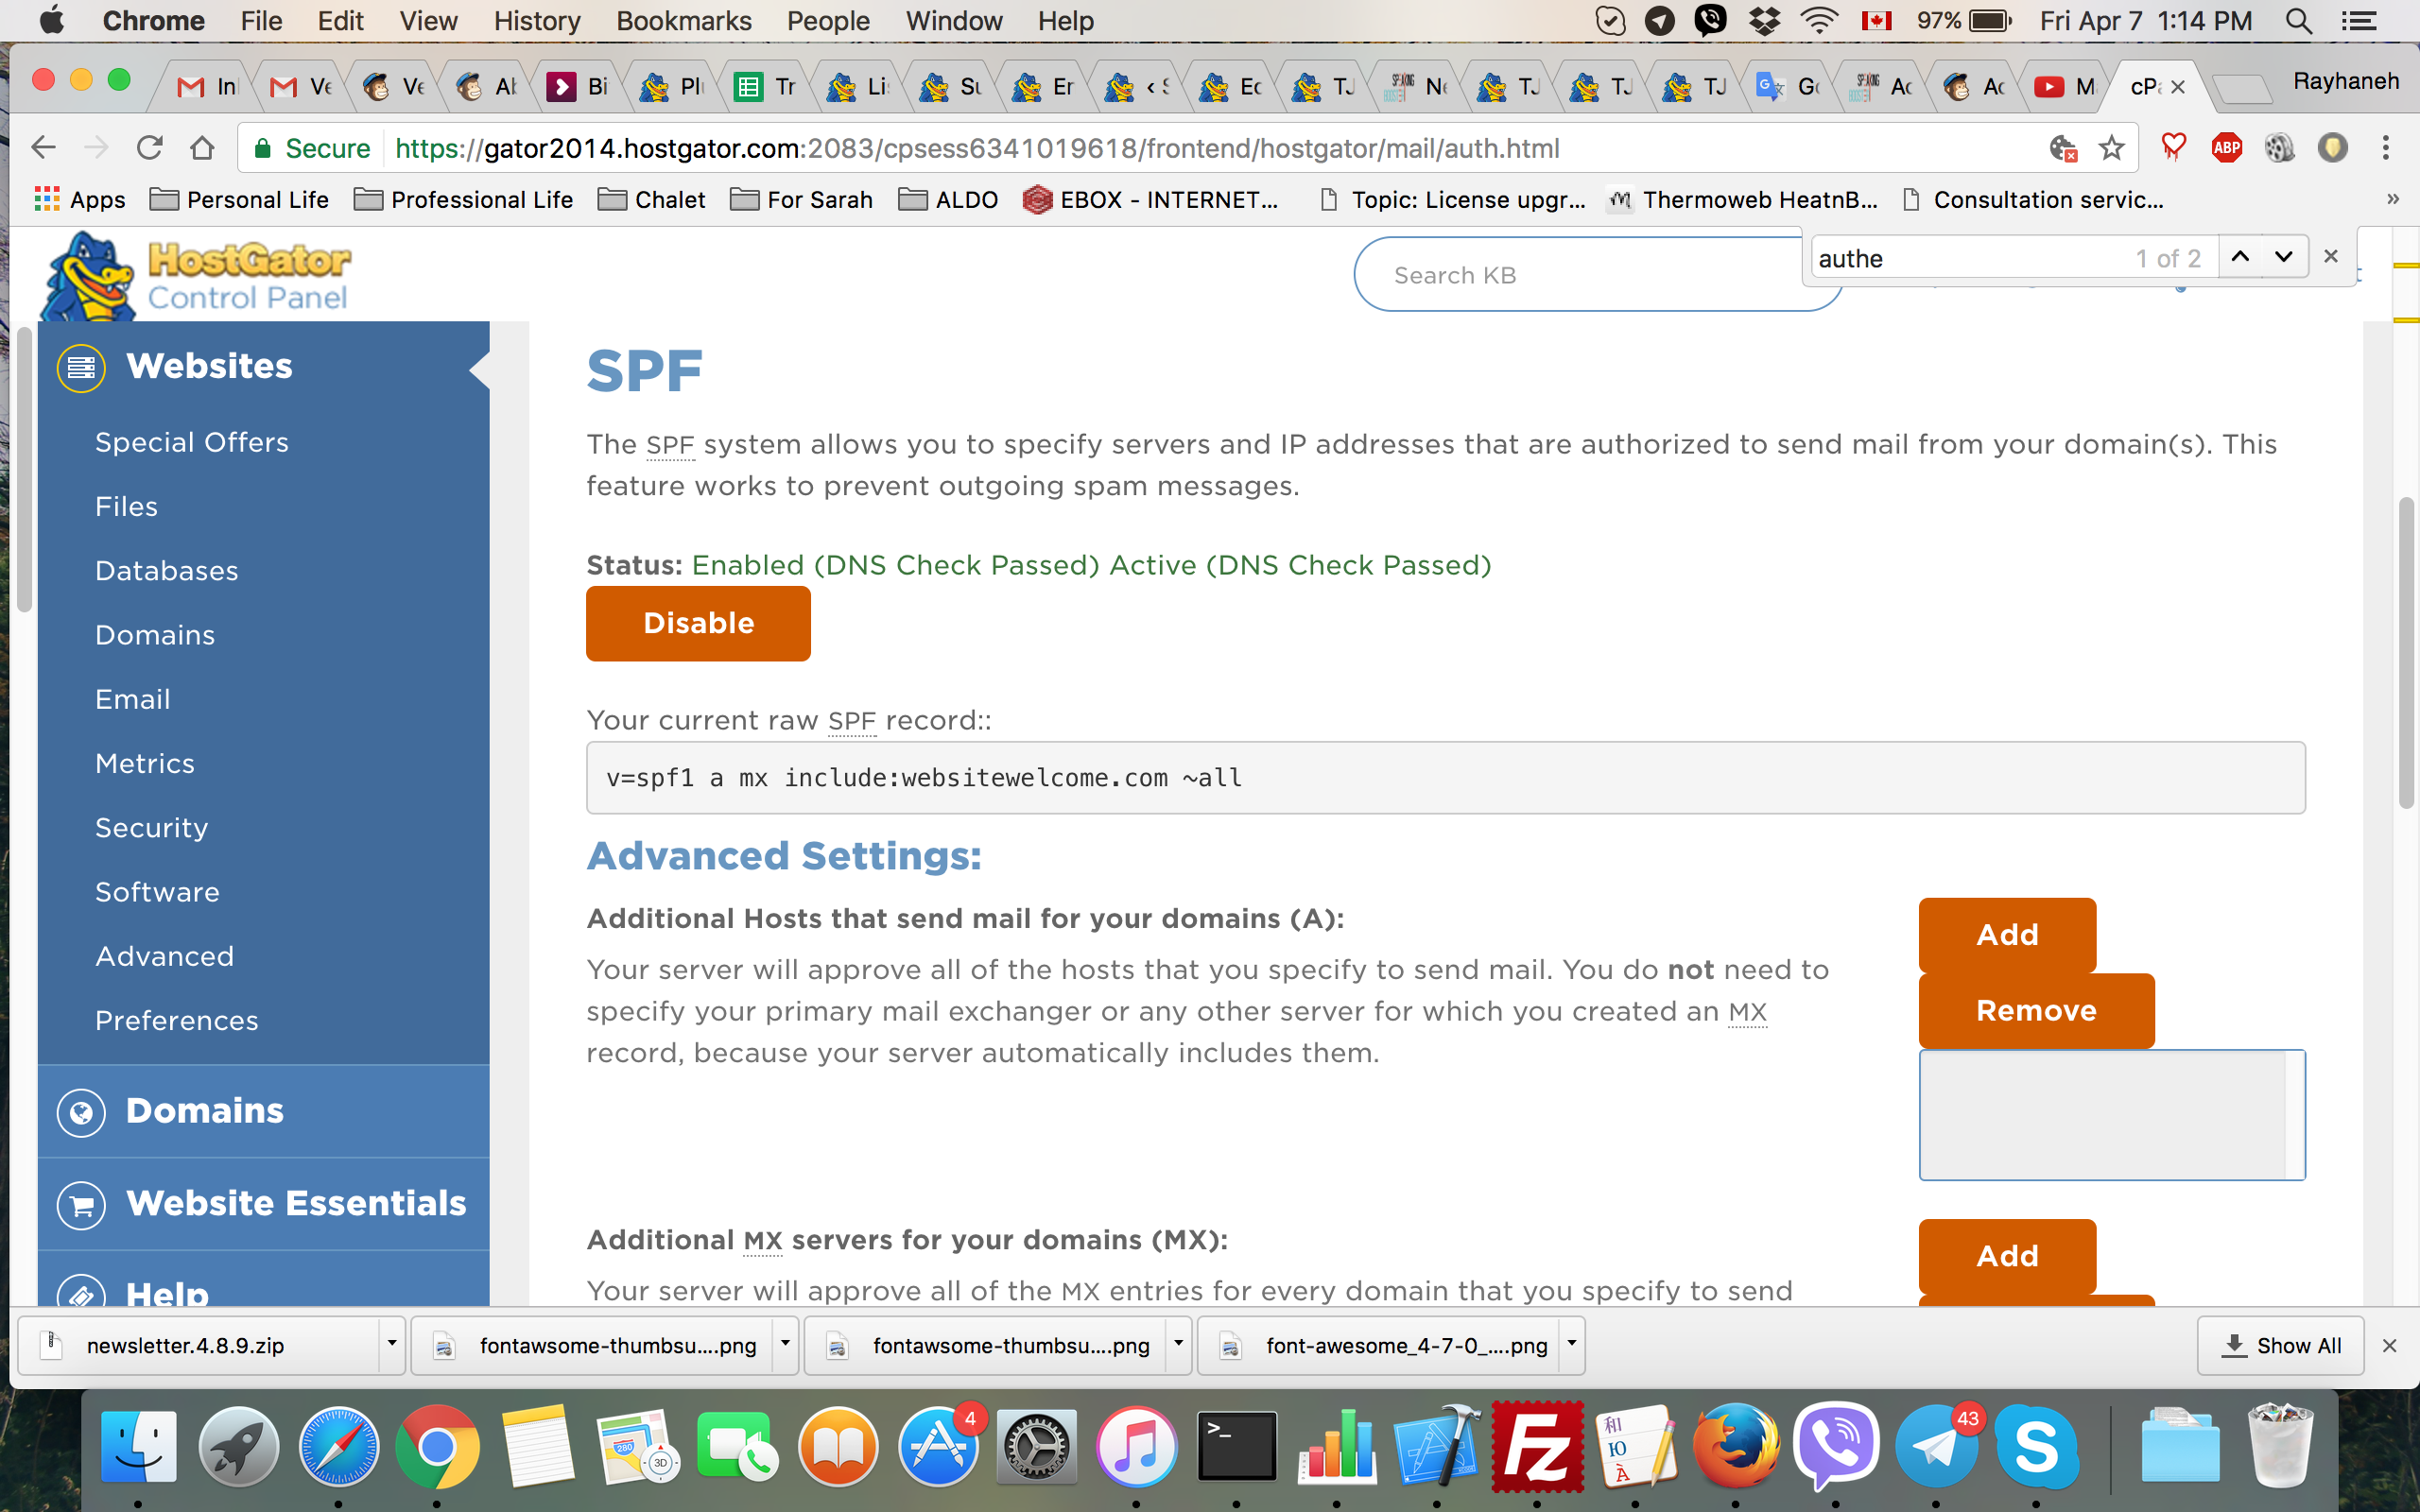 Chrome File Edit View History Bookmarks People Window Help 97% Fri Apr 7 1:14 PM
In Ve Ve Ab Bi Plu Tr Li Su En ‹ S Ec TJ Ne TJ TJ TJ Go Ac Ac M cPa Rayhaneh
Secure https://gator2014.hostgator.com:2083/cpsess6341019618/frontend/hostgator/mail/auth.html ABP
Apps Personal Life Professional Life Chalet For Sarah ALDO EBOX - INTERNET... Topic: License upgr... Thermoweb HeatnB... Consultation servic... »
authe 1 of 2
HostGator
Control Panel
Search KB
Websites
Special Offers
Files
Databases
Domains
Email
Metrics
Security
Software
Advanced
Preferences
Domains
Website Essentials
Help
SPF
The SPF system allows you to specify servers and IP addresses that are authorized to send mail from your domain(s). This
feature works to prevent outgoing spam messages.
Status: Enabled (DNS Check Passed) Active (DNS Check Passed)
Disable
Your current raw SPF record::
v=spf1 a mx include:websitewelcome.com ~all
Advanced Settings:
Additional Hosts that send mail for your domains (A):
Your server will approve all of the hosts that you specify to send mail. You do not need to
specify your primary mail exchanger or any other server for which you created an MX
record, because your server automatically includes them.
Add
Remove
Additional MX servers for your domains (MX):
Your server will approve all of the MX entries for every domain that you specify to send
Add
newsletter.4.8.9.zip fontawsome-thumbsu....png fontawsome-thumbsu....png font-awesome_4-7-0_....png Show All
4 280 3D >_ Fz 43 S